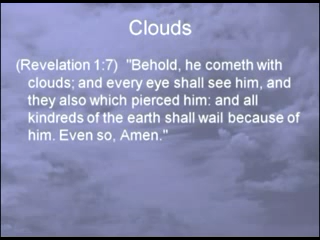 Clouds
(Revelation 1:7)  "Behold, he cometh with
clouds; and every eye shall see him, and
they also which pierced him: and all
kindreds of the earth shall wail because of
him. Even so, Amen."